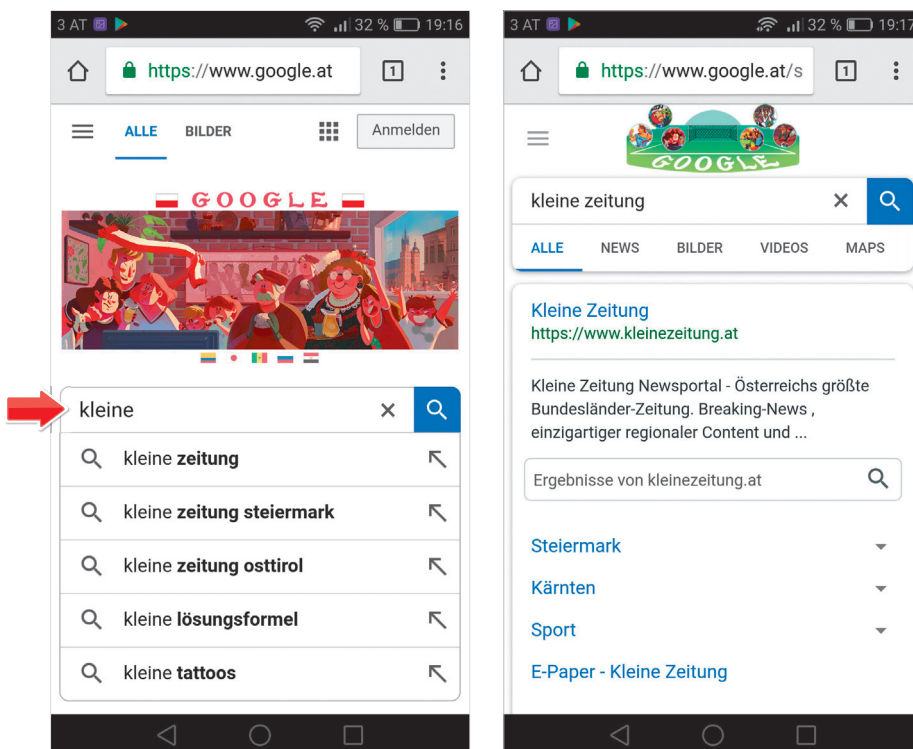 3 AT 32 % 19:16
https://www.google.at 1
ALLE BILDER Anmelden
GOOGLE
kleine
kleine zeitung
kleine zeitung steiermark
kleine zeitung osttirol
kleine lösungsformel
kleine tattoos
3 AT 32 % 19:17
https://www.google.at/s 1
GOOGLE
kleine zeitung
ALLE NEWS BILDER VIDEOS MAPS
Kleine Zeitung
https://www.kleinezeitung.at
Kleine Zeitung Newsportal - Österreichs größte
Bundesländer-Zeitung. Breaking-News ,
einzigartiger regionaler Content und ...
Ergebnisse von kleinezeitung.at
Steiermark
Kärnten
Sport
E-Paper - Kleine Zeitung